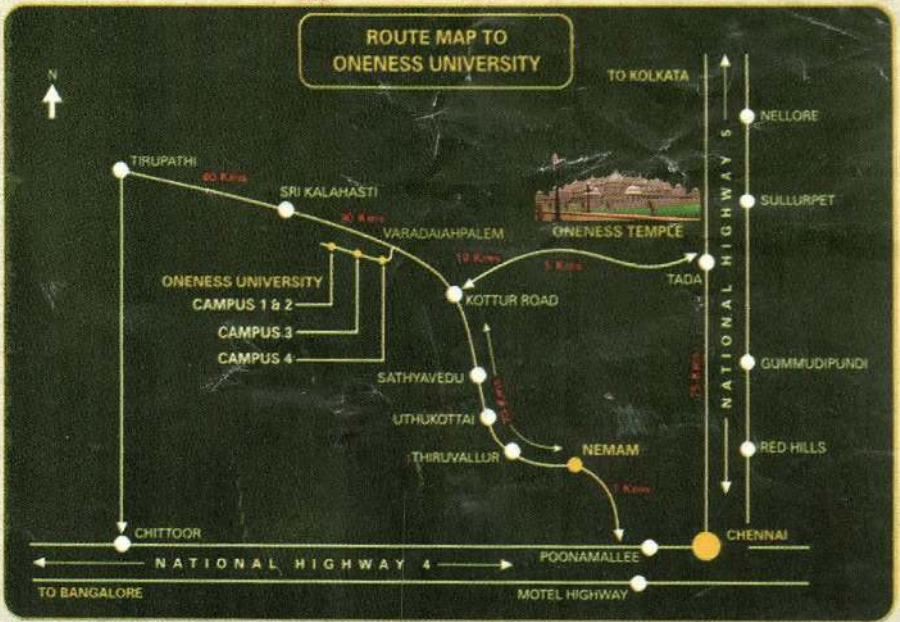 ROUTE MAP TO
ONENESS UNIVERSITY
N
TO KOLKATA
NELLORE
TIRUPATHI
SRI KALAHASTI
SULLURPET
VARADAIAHPALEM
ONENESS TEMPLE
5 Kms
TADA
ONENESS UNIVERSITY
CAMPUS 1 & 2
KOTTUR ROAD
CAMPUS 3
CAMPUS 4
NATIONAL HIGHWAY 5
GUMMUDIPUNDI
SATHYAVEDU
UTHUKOTTAI
THIRUVALLUR
NEMAM
RED HILLS
CHITTOOR
CHENNAI
POONAMALLEE
NATIONAL HIGHWAY 4
TO BANGALORE
MOTEL HIGHWAY